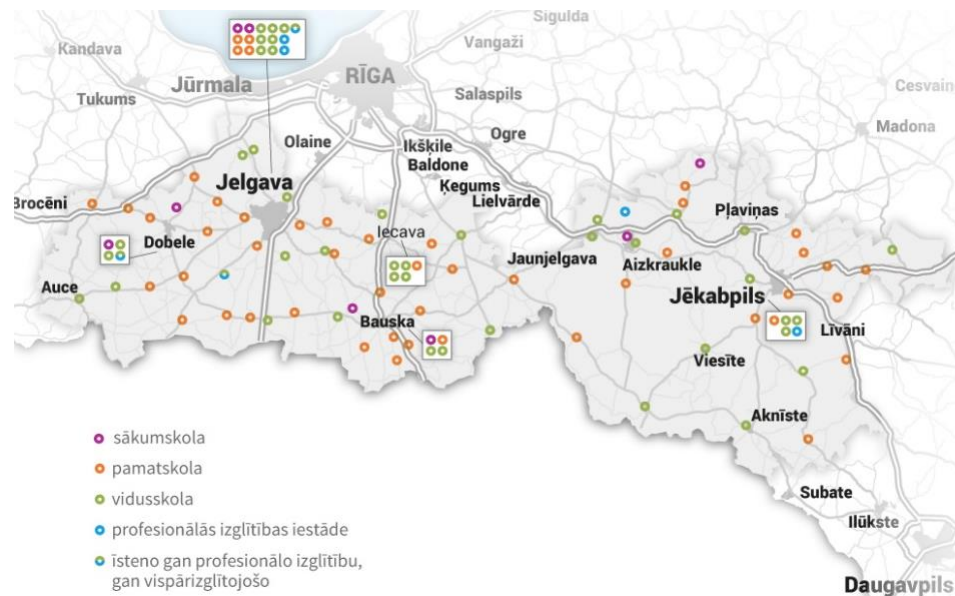 Sigulda
Kandava
Vangaži
Jūrmala
RĪGA
Cesvain
Tukums
Salaspils
Madona
Olaine
Ogre
Ikšķile
Baldone
Jelgava
Ķegums
Brocēni
Lielvārde
Pļaviņas
Iecava
Dobele
Jaunjelgava
Aizkraukle
Auce
Jēkabpils
Bauska
Līvāni
Viesīte
Aknīste
sākumskola
pamatskola
vidusskola
Subate
profesionālās izglītības iestāde
Ilūkste
īsteno gan profesionālo izglītību,
gan vispārizglītojošo
Daugavpils